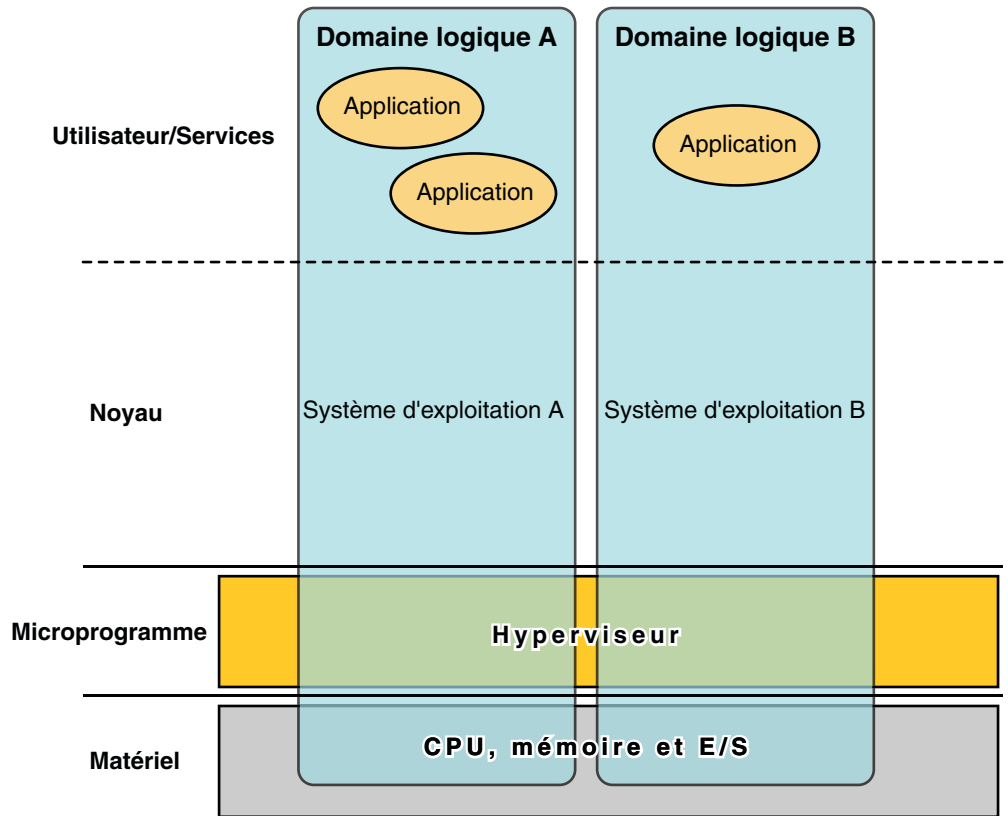 Domaine logique A
Domaine logique B
Application
Application
Application
Utilisateur/Services
Noyau
Système d'exploitation A
Système d'exploitation B
Microprogramme
Hyperviseur
Matériel
CPU, mémoire et E/S